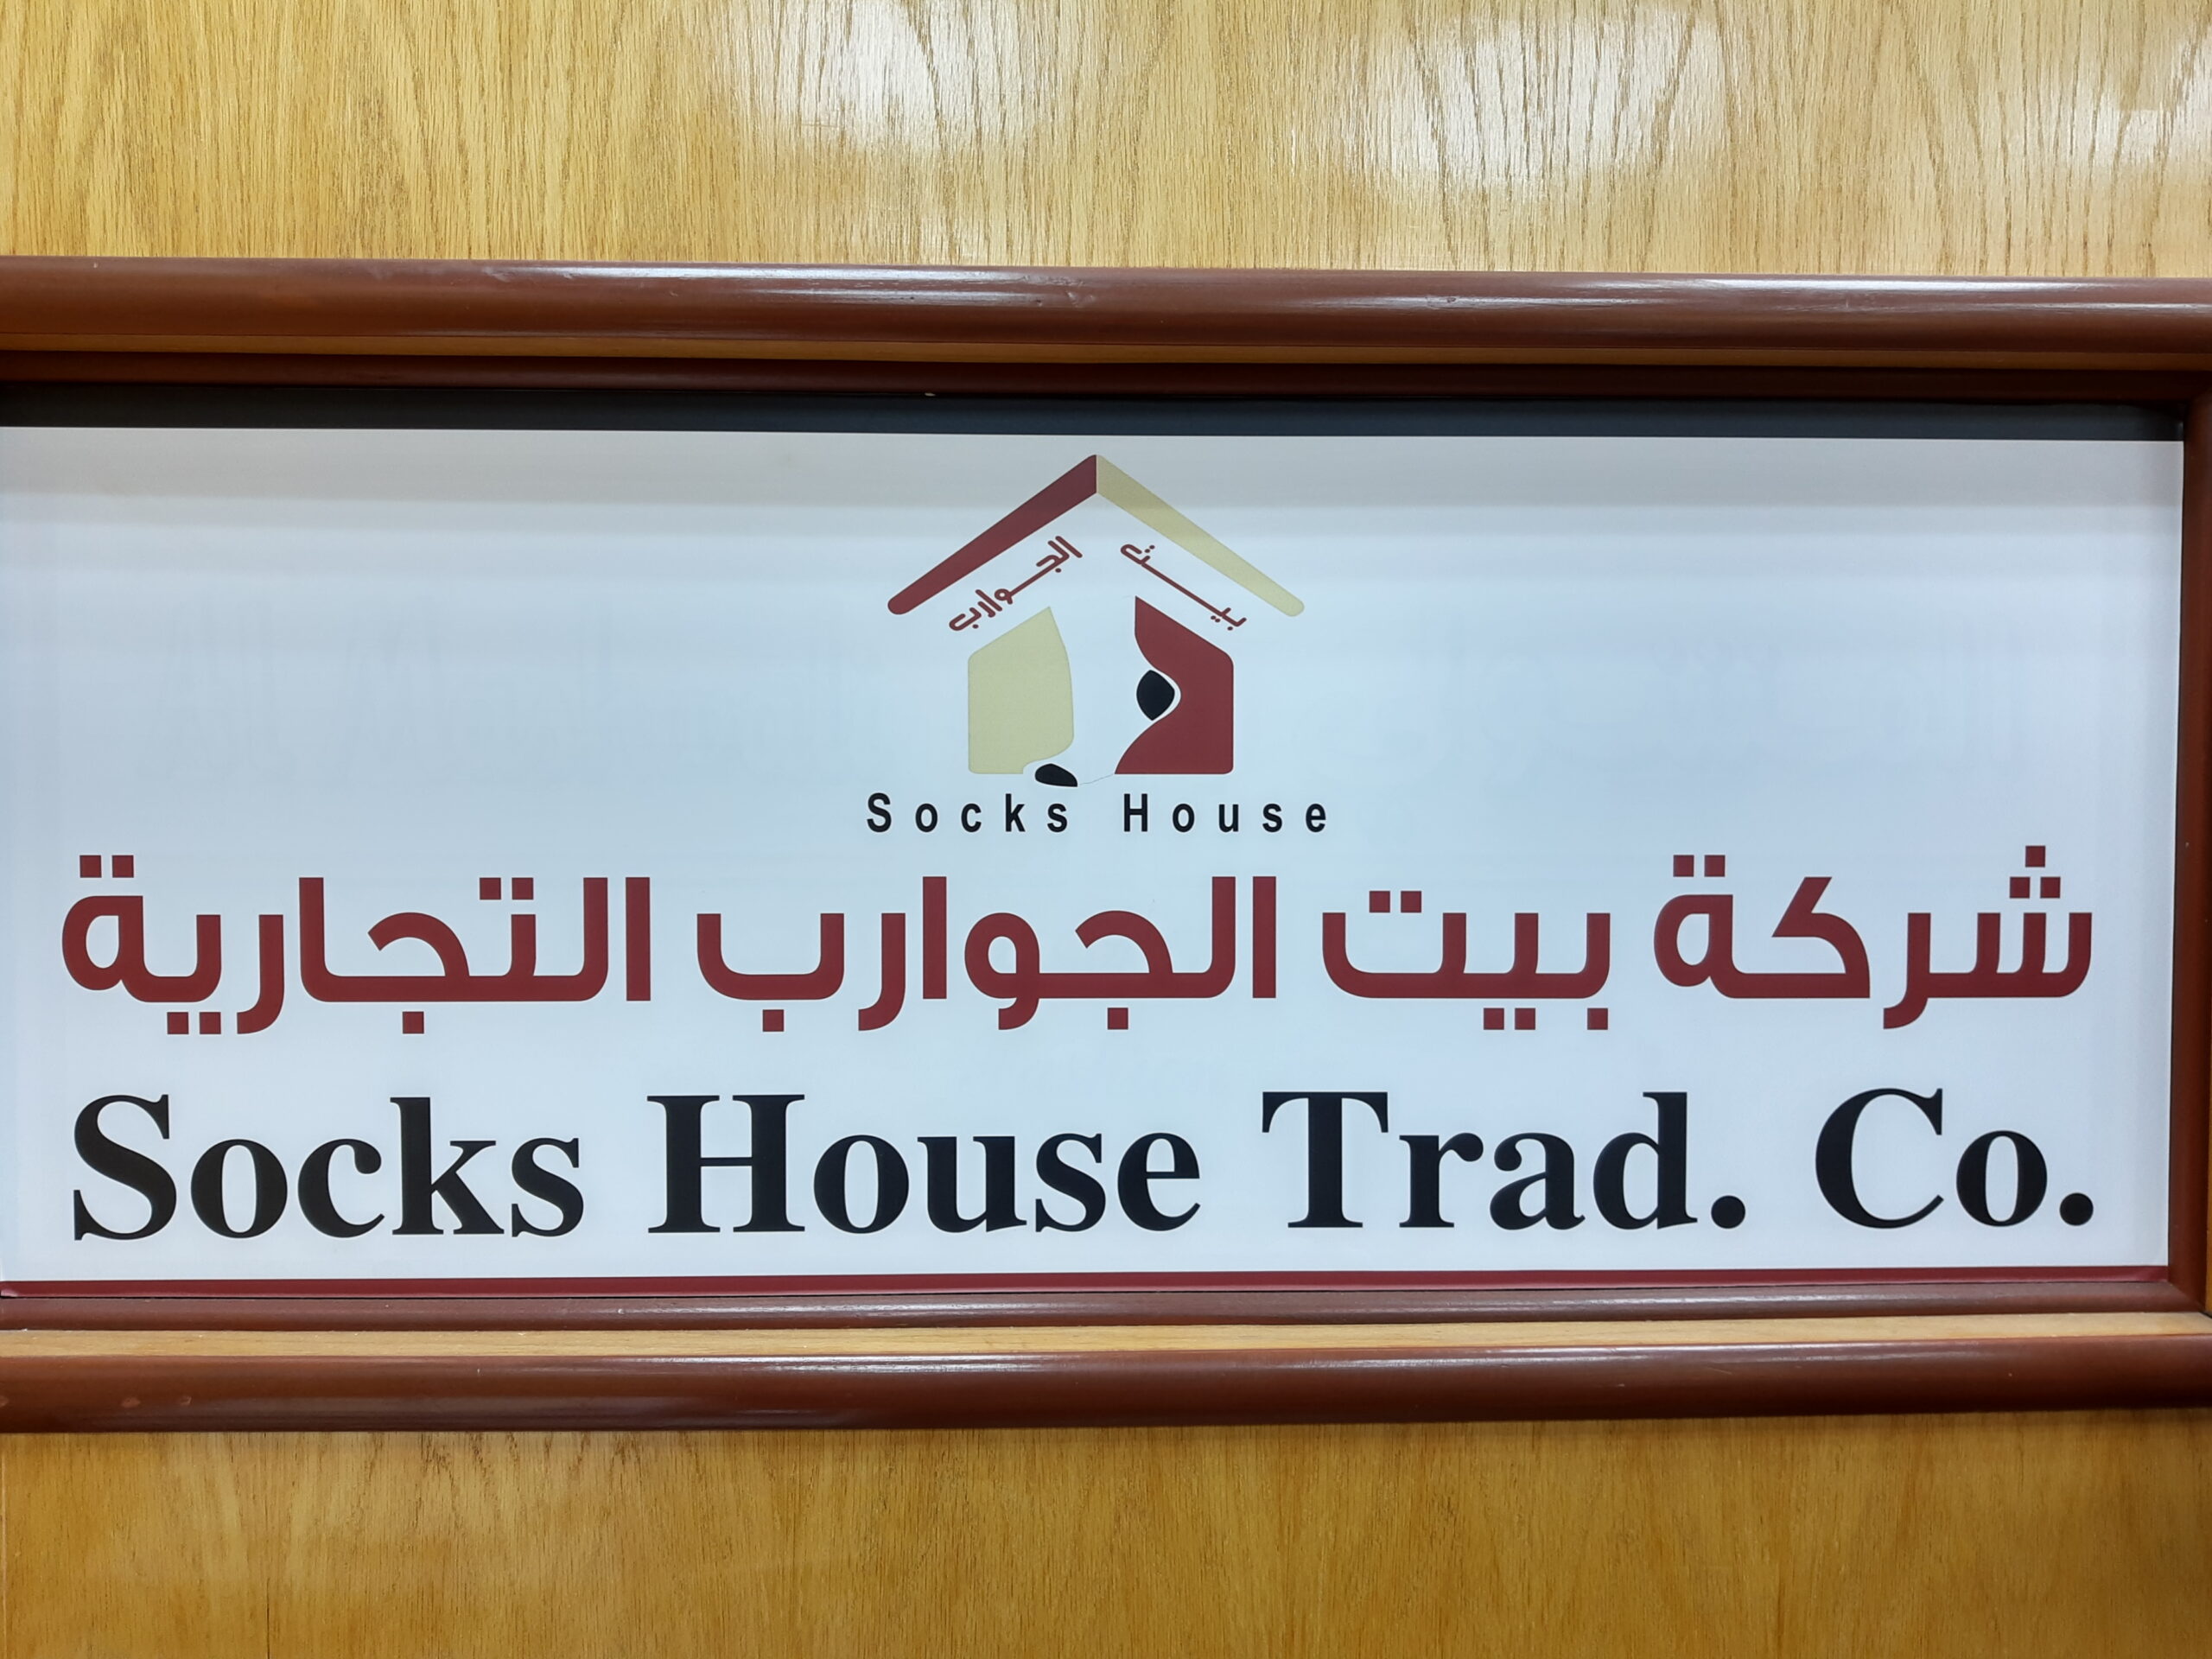 بيت الجوارب
Socks House
شركة بيت الجوارب التجارية
Socks House Trad. Co.